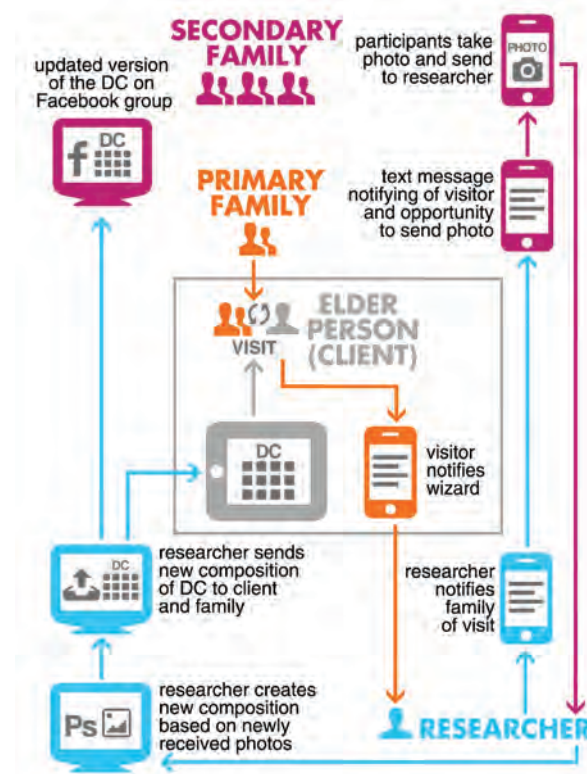 SECONDARY
FAMILY
updated version
of the DC on
Facebook group
f DC
participants take
photo and send
to researcher
PHOTO
PRIMARY
FAMILY
text message
notifying of visitor
and opportunity
to send photo
ELDER
PERSON
(CLIENT)
VISIT
DC
visitor
notifies
wizard
DC
researcher sends
new composition
of DC to client
and family
researcher
notifies
family
of visit
Ps
researcher creates
new composition
based on newly
received photos
RESEARCHER